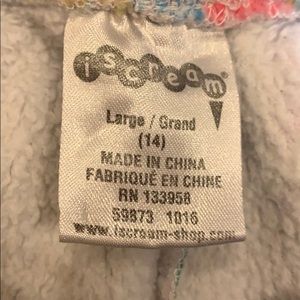 iscream
Large / Grand
(14)
MADE IN CHINA
FABRIQUÉ EN CHINE
RN 133958
59873 1016
www.iscream-shop.com